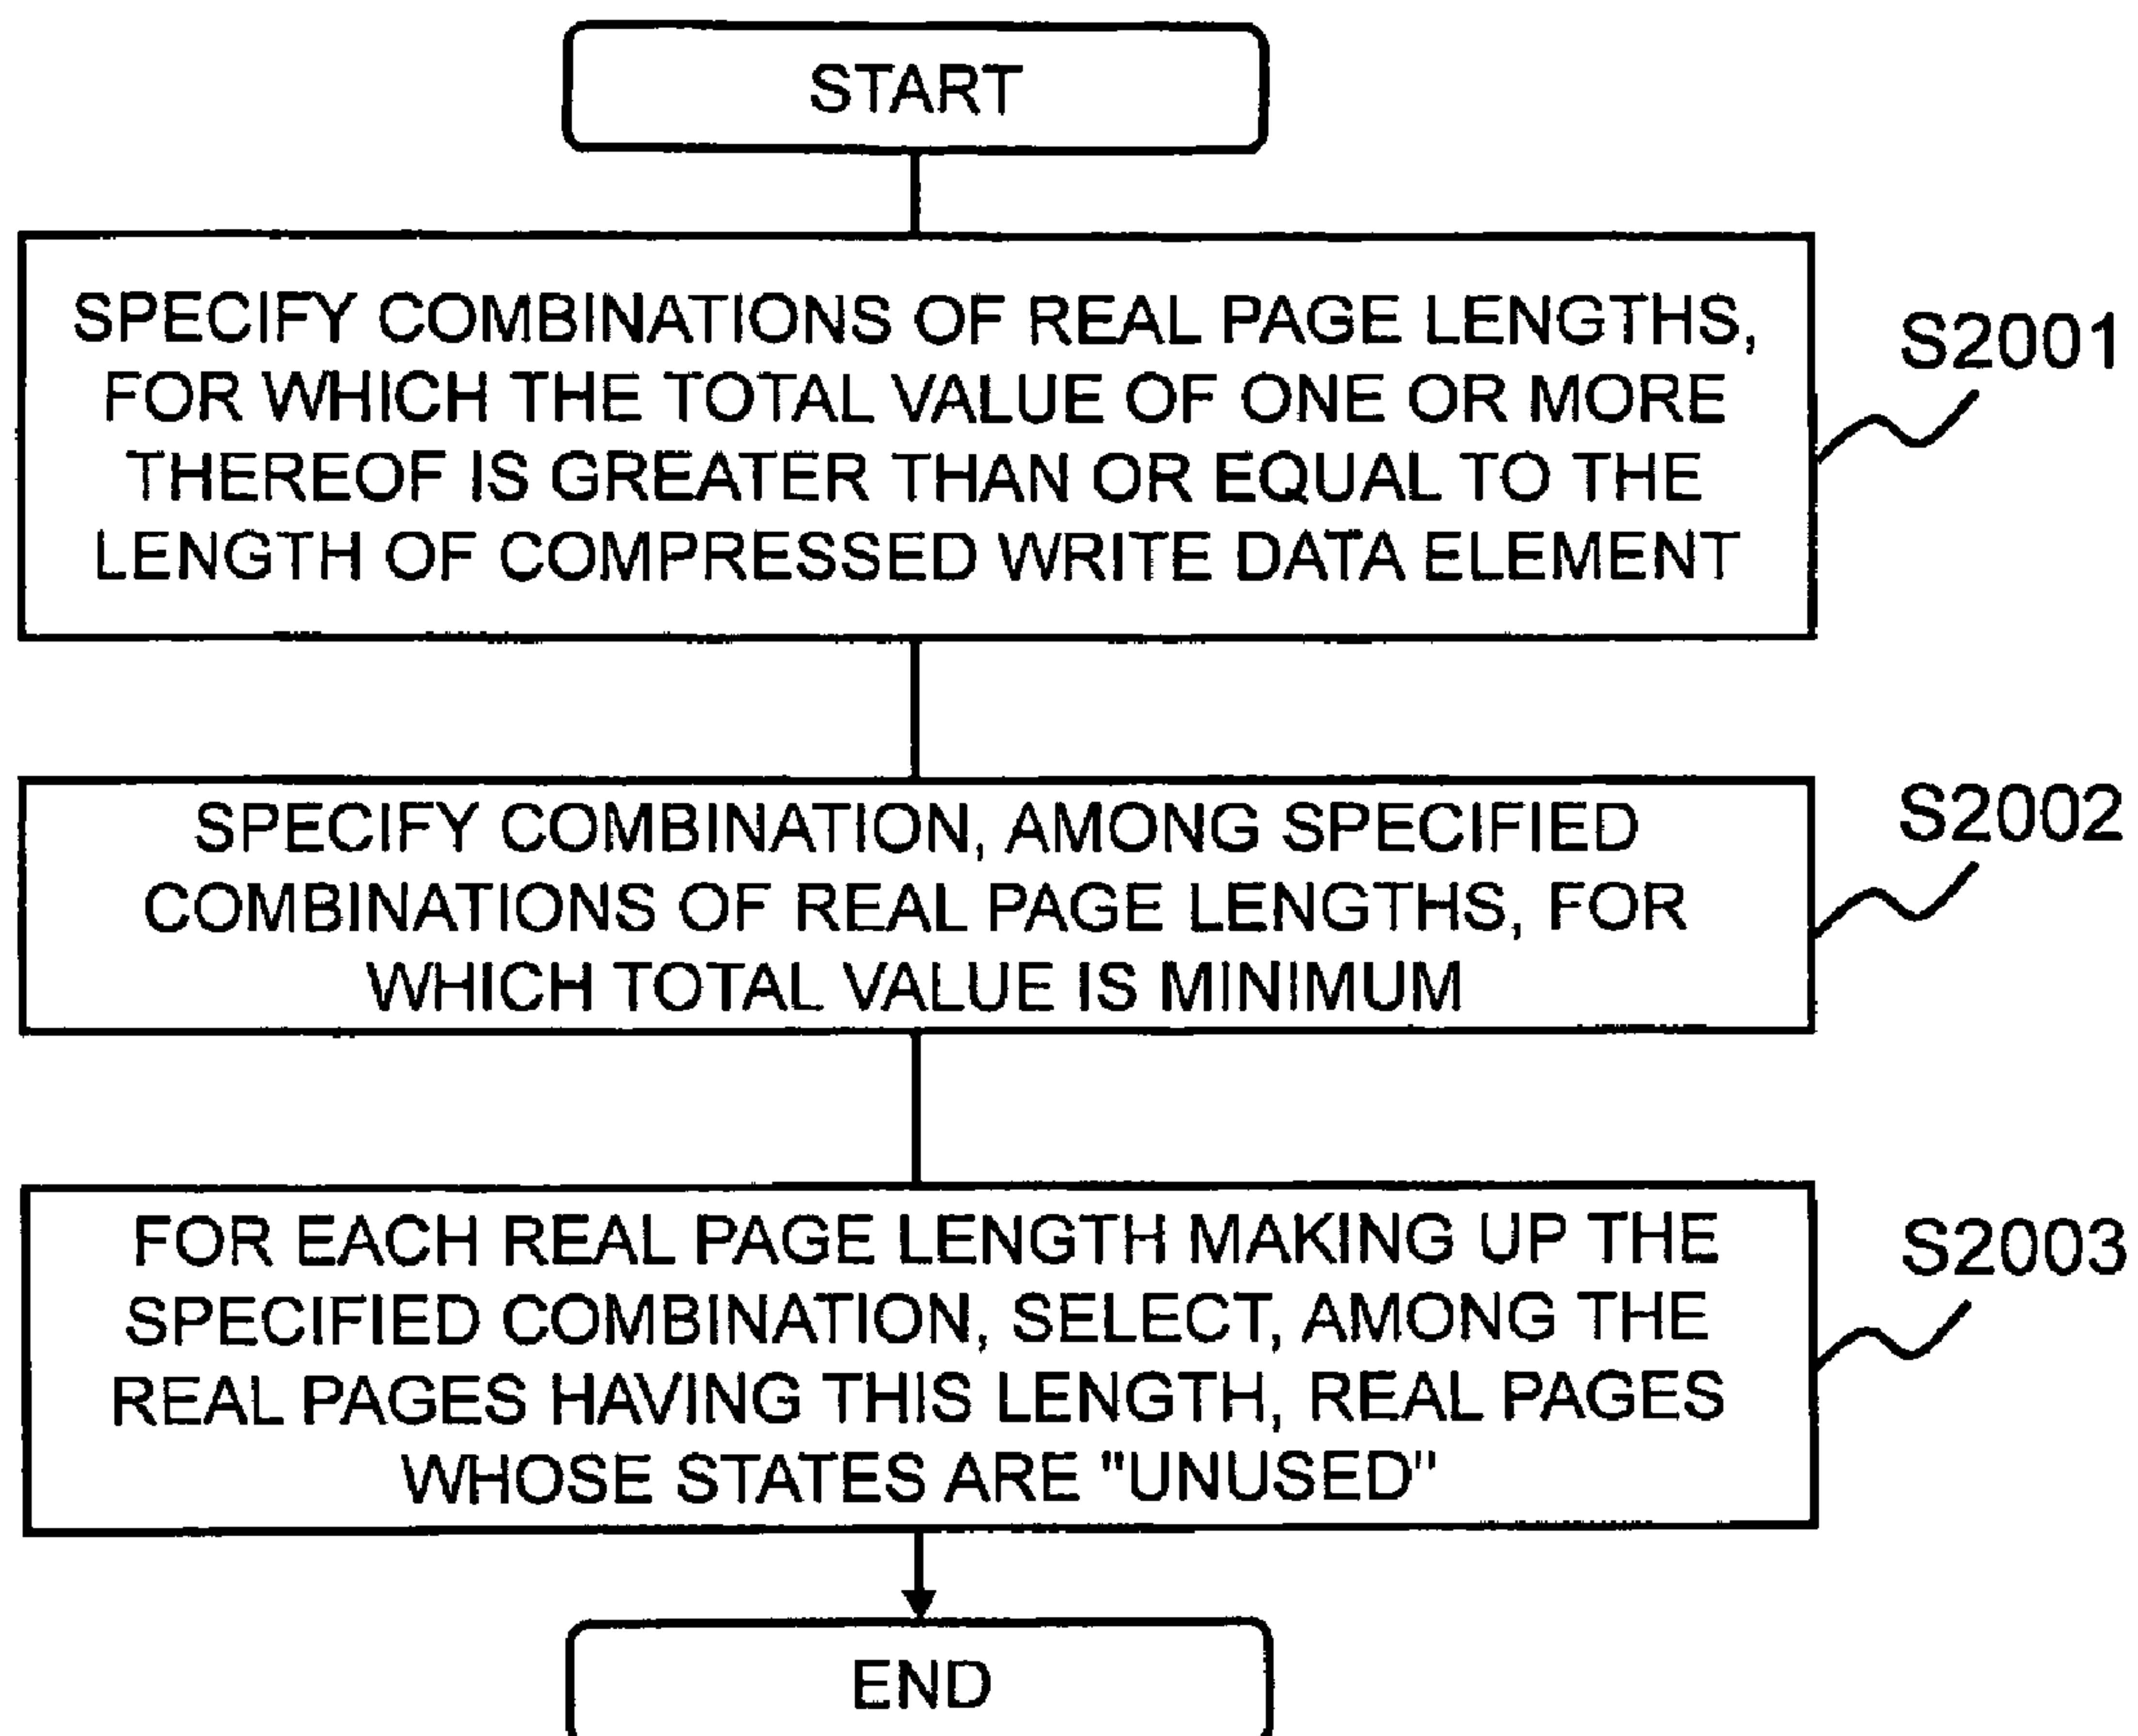 START
SPECIFY COMBINATIONS OF REAL PAGE LENGTHS,
FOR WHICH THE TOTAL VALUE OF ONE OR MORE
THEREOF IS GREATER THAN OR EQUAL TO THE
LENGTH OF COMPRESSED WRITE DATA ELEMENT
S2001
SPECIFY COMBINATION, AMONG SPECIFIED
COMBINATIONS OF REAL PAGE LENGTHS, FOR
WHICH TOTAL VALUE IS MINIMUM
S2002
FOR EACH REAL PAGE LENGTH MAKING UP THE
SPECIFIED COMBINATION, SELECT, AMONG THE
REAL PAGES HAVING THIS LENGTH, REAL PAGES
WHOSE STATES ARE "UNUSED"
S2003
END